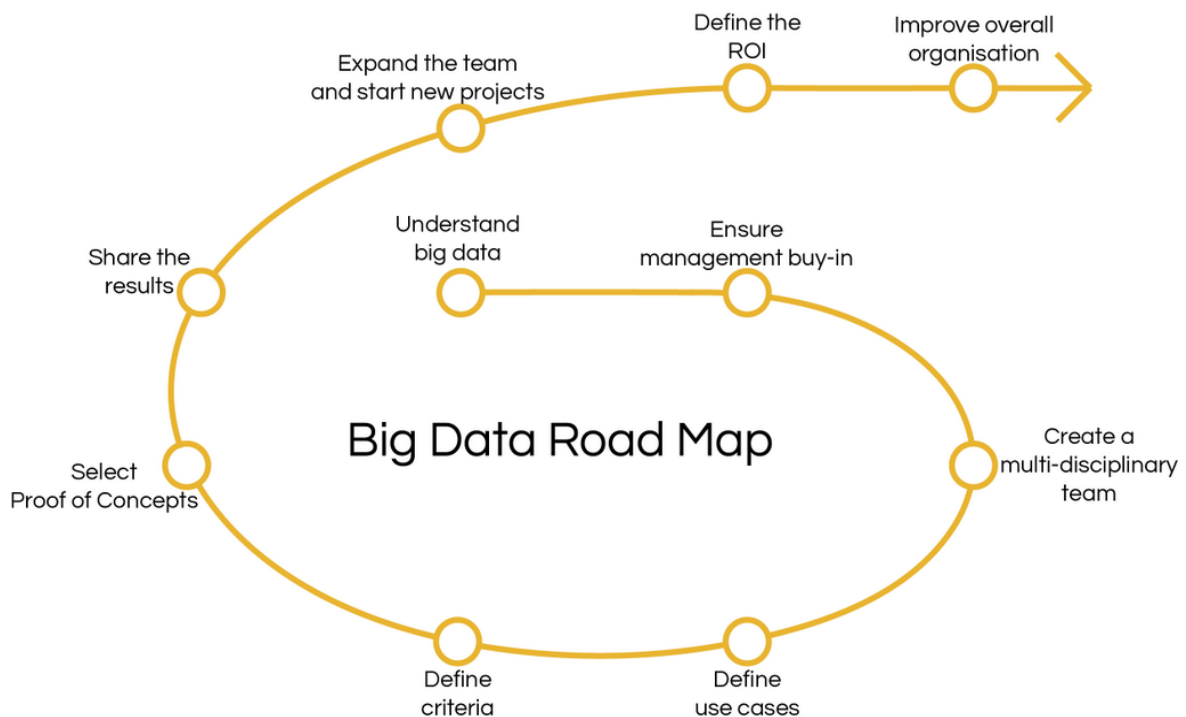 Define the
ROI
Improve overall
organisation
Expand the team
and start new projects
Understand
big data
Ensure
management buy-in
Share the
results
Big Data Road Map
Create a
multi-disciplinary
team
Select
Proof of Concepts
Define
criteria
Define
use cases